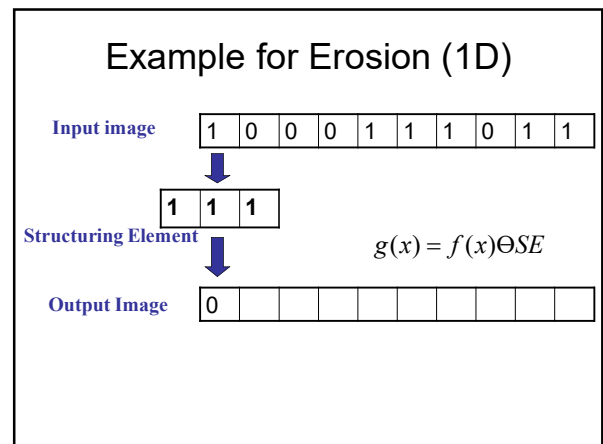 Example for Erosion (1D)
Input image 1 0 0 0 1 1 1 0 1 1
1 1 1
Structuring Element
g(x) = f(x)ΘSE
Output Image 0